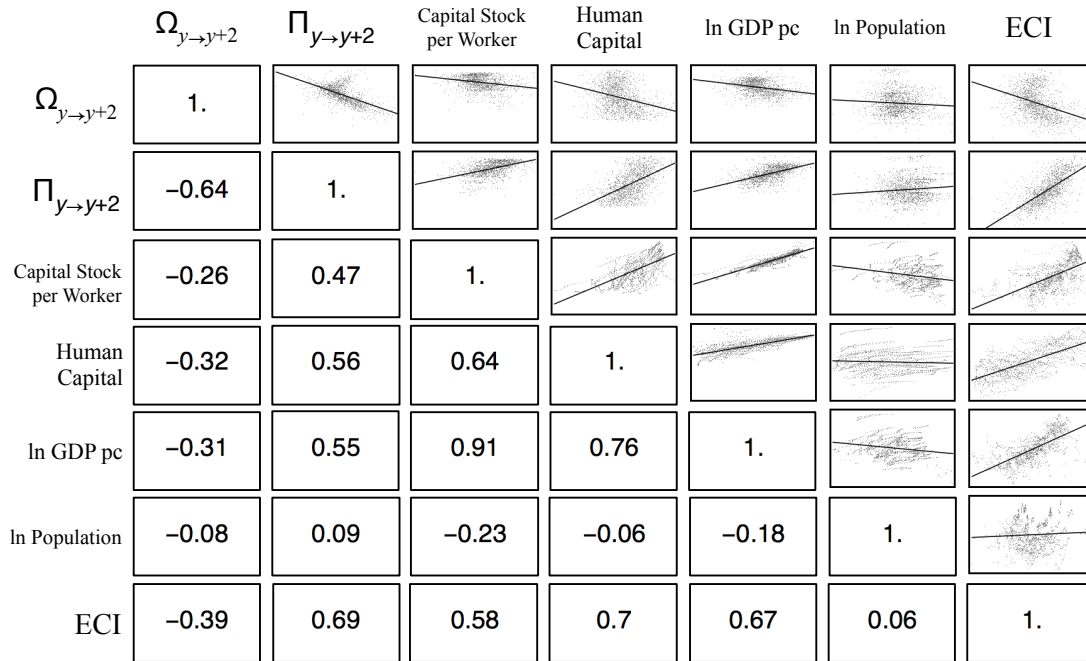 Ω y→y+2 Π y→y+2 Capital Stock per Worker Human Capital ln GDP pc ln Population ECI
Ω y→y+2 1.
Π y→y+2 −0.64 1.
Capital Stock per Worker −0.26 0.47 1.
Human Capital −0.32 0.56 0.64 1.
ln GDP pc −0.31 0.55 0.91 0.76 1.
ln Population −0.08 0.09 −0.23 −0.06 −0.18 1.
ECI −0.39 0.69 0.58 0.7 0.67 0.06 1.